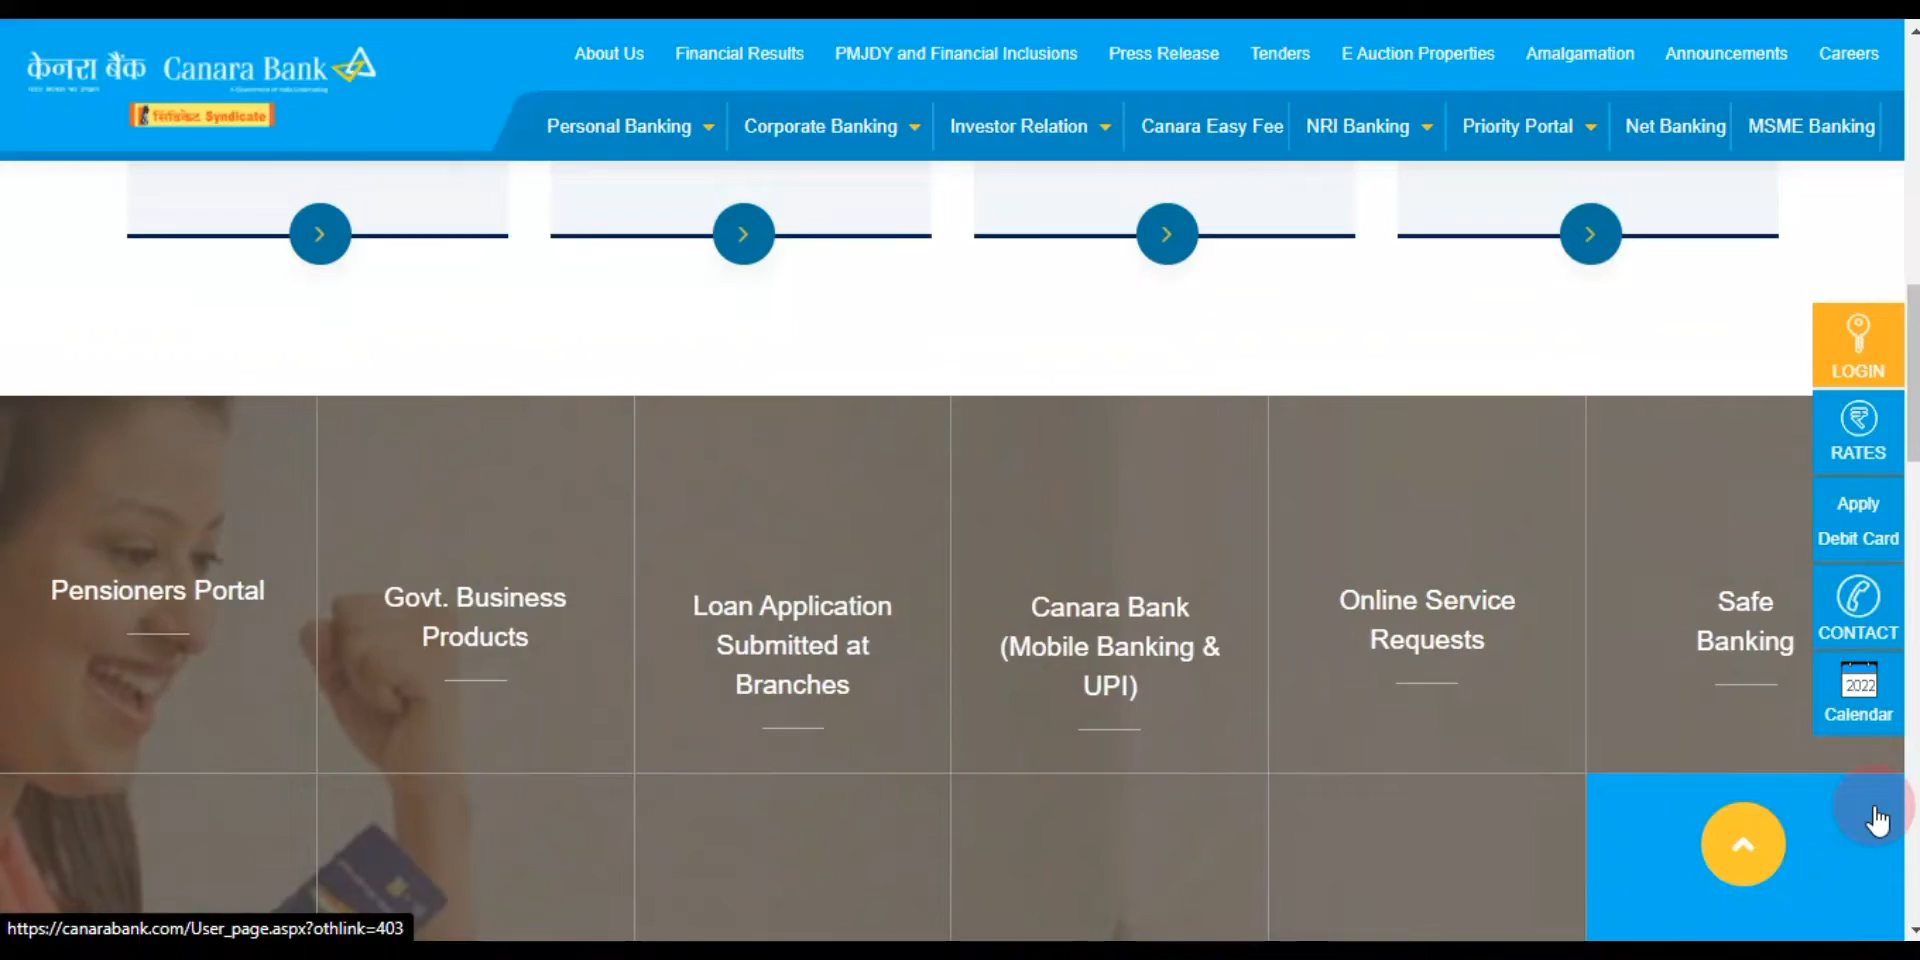 केनरा बैंक Canara Bank
सिंडिकेट Syndicate
About Us Financial Results PMJDY and Financial Inclusions Press Release Tenders E Auction Properties Amalgamation Announcements Careers
Personal Banking Corporate Banking Investor Relation Canara Easy Fee NRI Banking Priority Portal Net Banking MSME Banking
LOGIN
RATES
Apply
Debit Card
CONTACT
2022
Calendar
Pensioners Portal
Govt. Business
Products
Loan Application
Submitted at
Branches
Canara Bank
(Mobile Banking &
UPI)
Online Service
Requests
Safe
Banking
https://canarabank.com/User_page.aspx?othlink=403